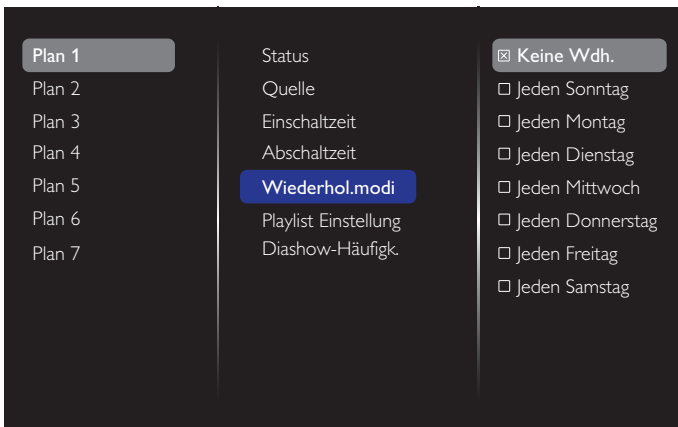 Plan 1
Plan 2
Plan 3
Plan 4
Plan 5
Plan 6
Plan 7
Status
Quelle
Einschaltzeit
Abschaltzeit
Wiederhol.modi
Playlist Einstellung
Diashow-Häufigk.
Keine Wdh.
Jeden Sonntag
Jeden Montag
Jeden Dienstag
Jeden Mittwoch
Jeden Donnerstag
Jeden Freitag
Jeden Samstag